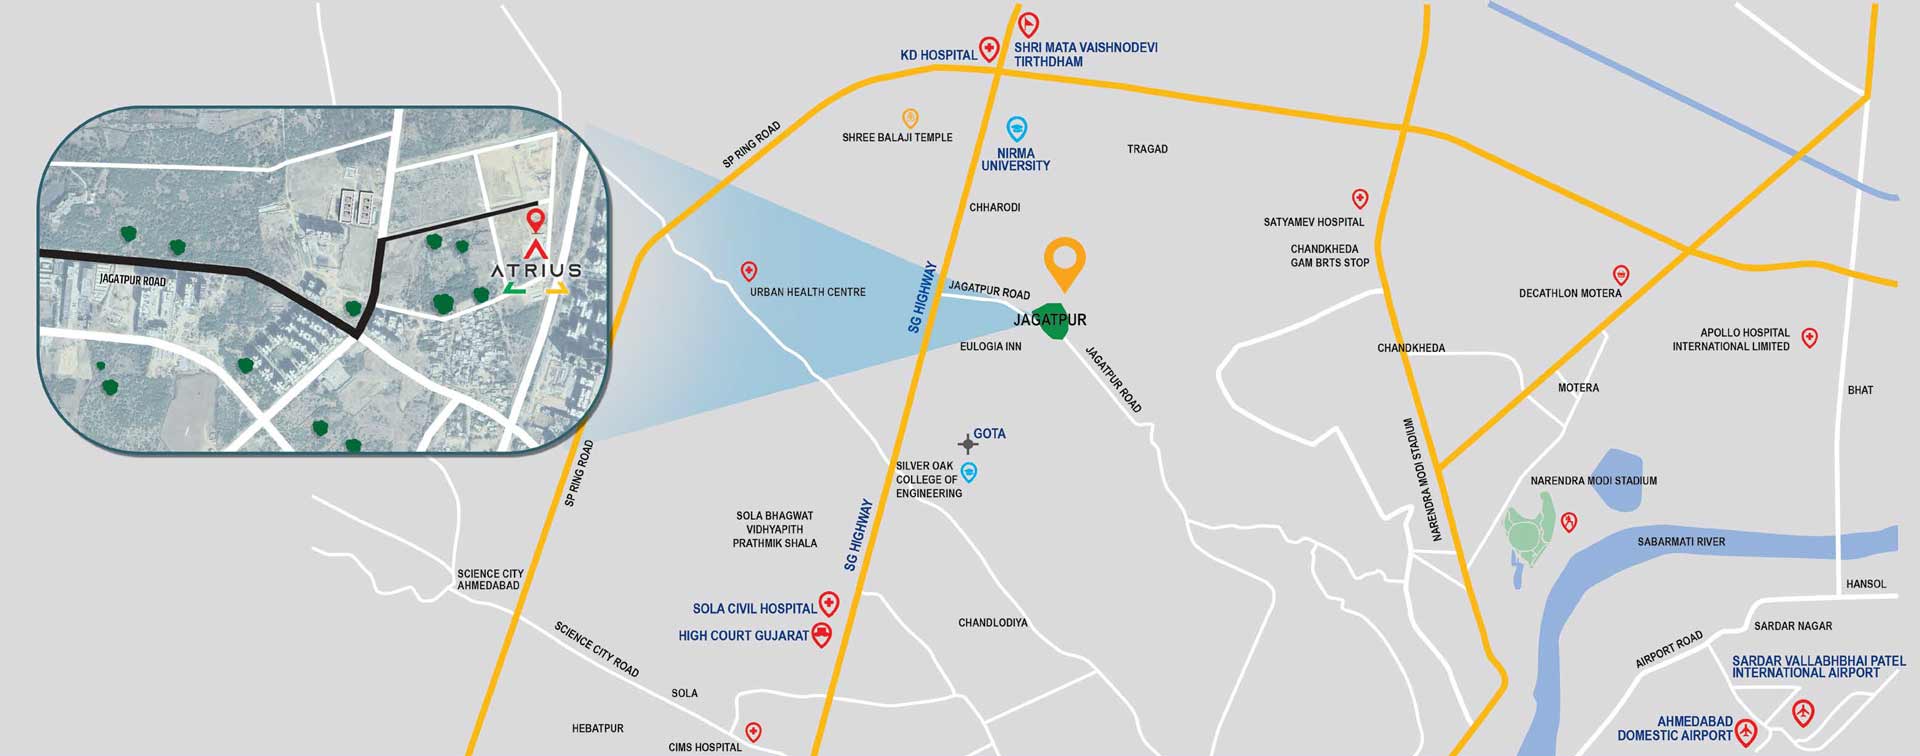 KD HOSPITAL
SHRI MATA VAISHNODEVI
TIRTHDHAM
SP RING ROAD
SHREE BALAJI TEMPLE
NIRMA
UNIVERSITY
TRAGAD
CHHARODI
SATYAMEV HOSPITAL
CHANDKHEDA
GAM BRTS STOP
JAGATPUR ROAD
ATRIUS
URBAN HEALTH CENTRE
SG HIGHWAY
JAGATPUR ROAD
JAGATPUR
EULOGIA INN
JAGATPUR ROAD
DECATHLON MOTERA
APOLLO HOSPITAL
INTERNATIONAL LIMITED
CHANDKHEDA
MOTERA
BHAT
SP RING ROAD
GOTA
SILVER OAK
COLLEGE OF
ENGINEERING
NARENDRA MODI STADIUM
NARENDRA MODI STADIUM
SOLA BHAGWAT
VIDHYAPITH
PRATHMIK SHALA
SG HIGHWAY
SABARMATI RIVER
SCIENCE CITY
AHMEDABAD
HANSOL
SOLA CIVIL HOSPITAL
HIGH COURT GUJARAT
CHANDLODIYA
SCIENCE CITY ROAD
SARDAR NAGAR
AIRPORT ROAD
SARDAR VALLABHBHAI PATEL
INTERNATIONAL AIRPORT
SOLA
HEBATPUR
CIMS HOSPITAL
AHMEDABAD
DOMESTIC AIRPORT